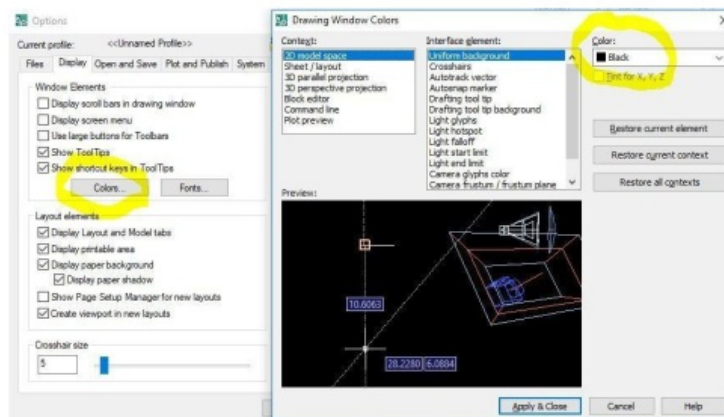 Options
Current profile: <<Unnamed Profile>>
Files Display Open and Save Plot and Publish System
Window Elements
Display scroll bars in drawing window
Display screen menu
Use large buttons for Toolbars
Show ToolTips
Show shortcut keys in ToolTips
Colors... Fonts...
Layout elements
Display Layout and Model tabs
Display printable area
Display paper background
Display paper shadow
Show Page Setup Manager for new layouts
Create viewport in new layouts
Crosshair size
5
Drawing Window Colors
Context:
2D model space
Sheet / layout
3D parallel projection
3D perspective projection
Block editor
Command line
Plot preview
Interface element:
Uniform background
Crosshairs
Autotrack vector
Autosnap marker
Drafting tool tip
Drafting tool tip background
Light glyphs
Light hotspot
Light falloff
Light start limit
Light end limit
Camera glyphs color
Camera frustum / frustum plane
Color:
Black
Tint for X, Y, Z
Restore current element
Restore current context
Restore all contexts
Preview:
10.6063
28.2280 6.0884
Apply & Close Cancel Help